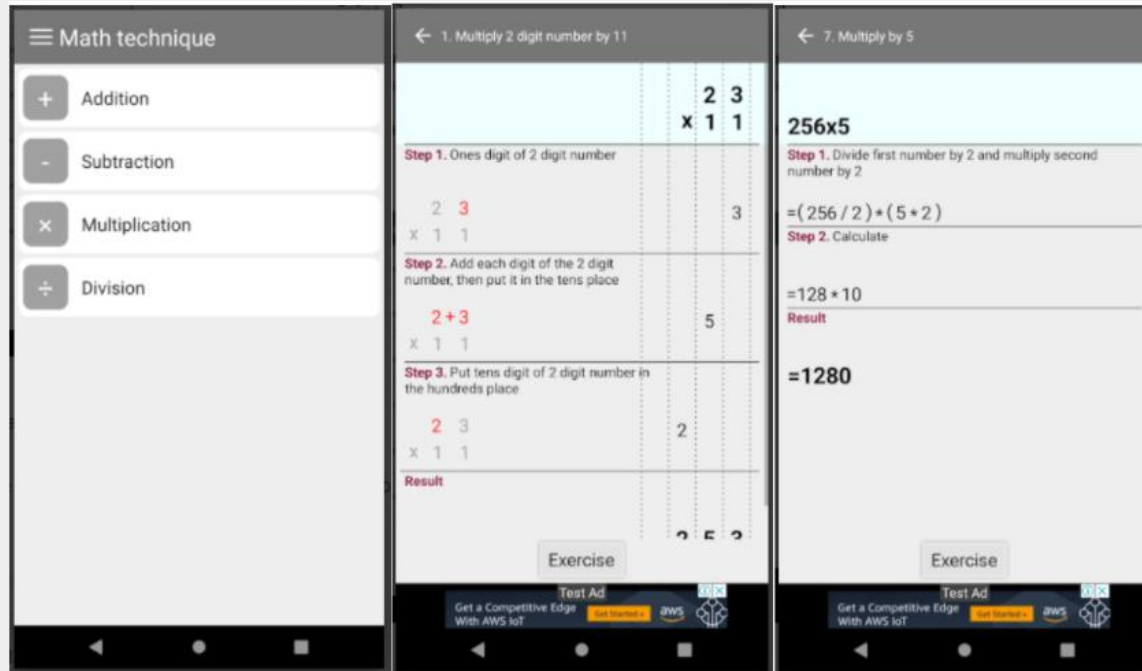 Math technique
+ Addition
- Subtraction
× Multiplication
÷ Division
1. Multiply 2 digit number by 11
2 3
x 1 1
Step 1. Ones digit of 2 digit number
2 3 3
x 1 1
Step 2. Add each digit of the 2 digit
number, then put it in the tens place
2+3 5
x 1 1
Step 3. Put tens digit of 2 digit number in
the hundreds place
2 3 2
x 1 1
Result
2 5 3
Exercise
Test Ad
Get a Competitive Edge
With AWS IoT
Get Started »
aws
7. Multiply by 5
256x5
Step 1. Divide first number by 2 and multiply second
number by 2
=(256/2)*(5*2)
Step 2. Calculate
=128*10
Result
=1280
Exercise
Test Ad
Get a Competitive Edge
With AWS IoT
Get Started »
aws